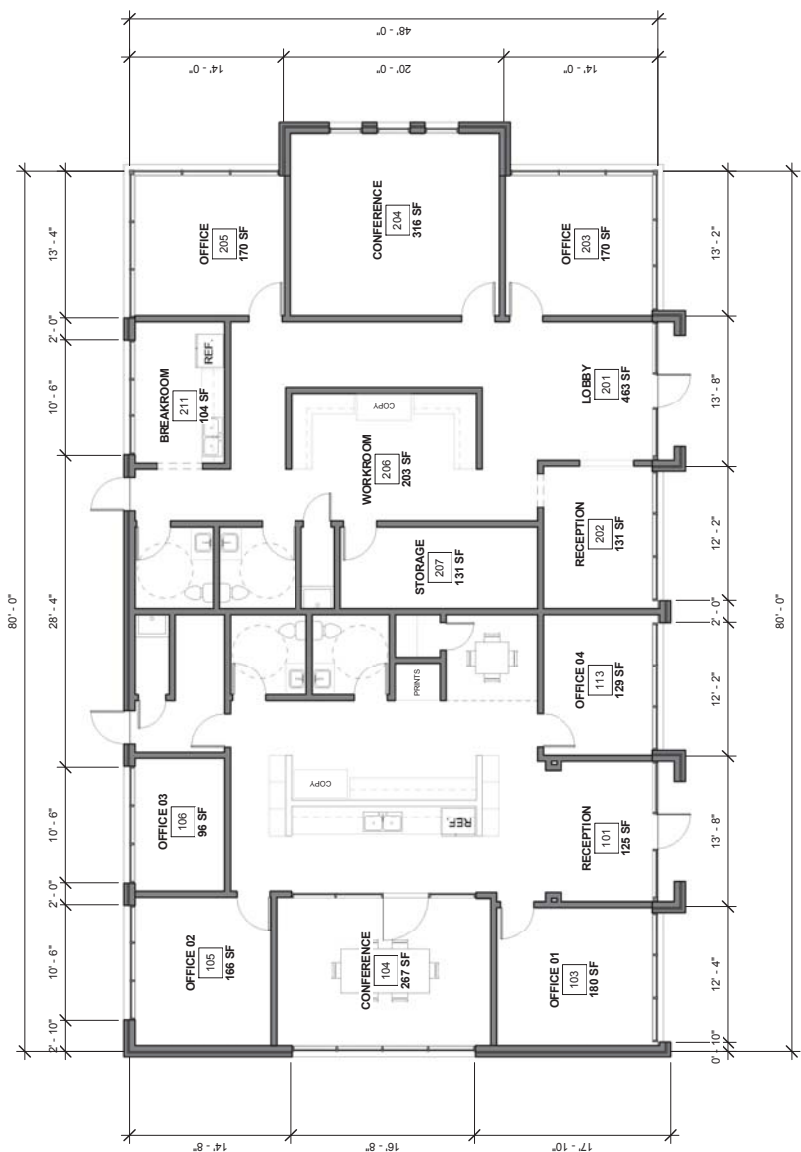 48' - 0"
14' - 0"
20' - 0"
14' - 0"
80' - 0"
13' - 4"
2' - 0"
10' - 6"
28' - 4"
10' - 6"
2' - 0"
10' - 6"
2' - 10"
OFFICE
205
170 SF
CONFERENCE
204
316 SF
OFFICE
203
170 SF
BREAKROOM
211
104 SF
REF.
COPY
WORKROOM
206
203 SF
LOBBY
201
463 SF
STORAGE
207
131 SF
RECEPTION
202
131 SF
PRINTS
OFFICE 04
113
129 SF
OFFICE 03
106
96 SF
COPY
REF.
RECEPTION
101
125 SF
OFFICE 02
105
166 SF
CONFERENCE
104
267 SF
OFFICE 01
103
180 SF
13' - 2"
13' - 8"
12' - 2"
2' - 0"
12' - 2"
13' - 8"
12' - 4"
0' - 10"
80' - 0"
14' - 8"
16' - 8"
17' - 10"